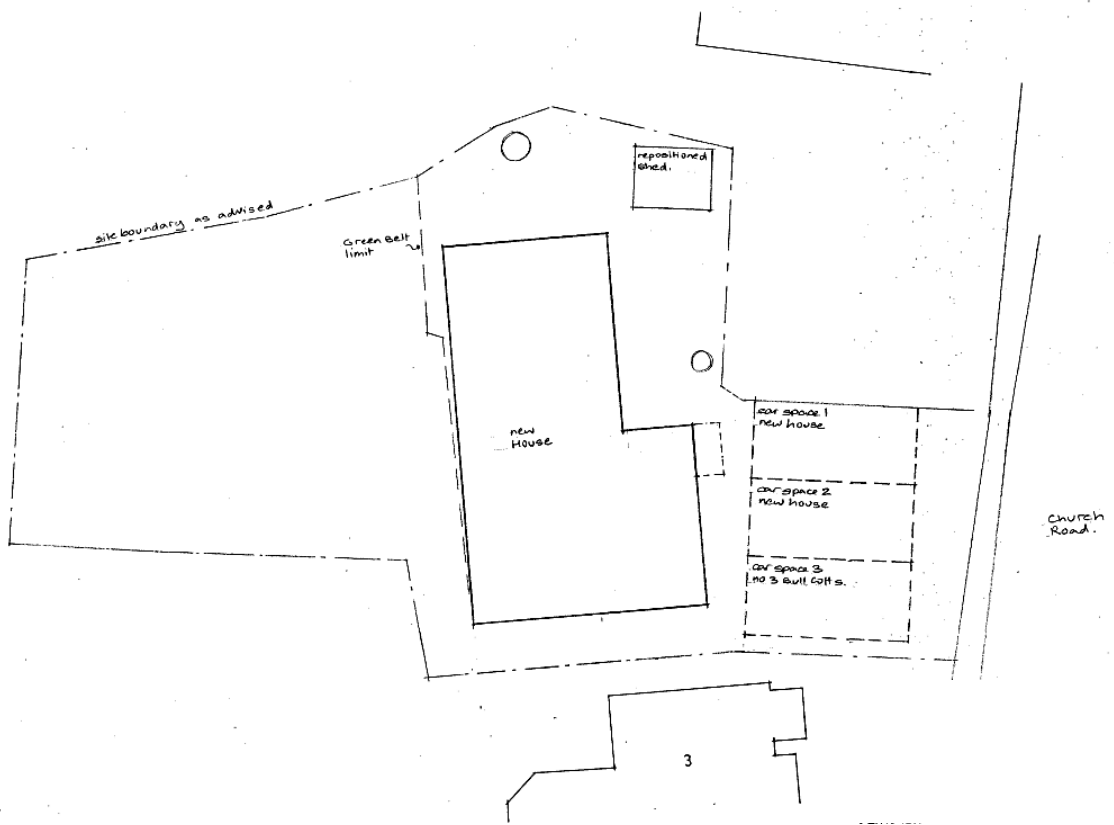 repositioned
shed.
site boundary as advised
Green Belt
limit
car space 1
new house
new
House
car space 2
new house
Church
Road.
car space 3
no 3 Bull Cotts.
3